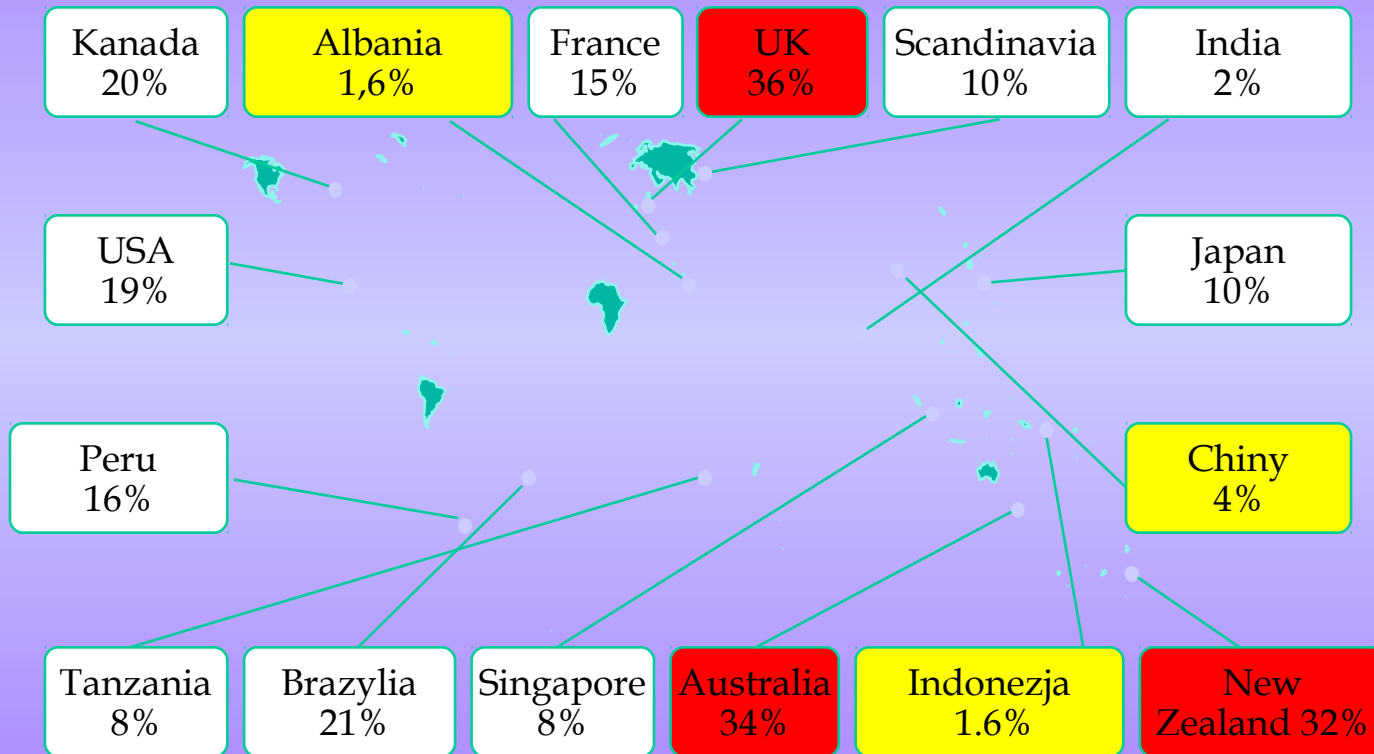 Kanada
20%
Albania
1,6%
France
15%
UK
36%
Scandinavia
10%
India
2%
USA
19%
Japan
10%
Peru
16%
Chiny
4%
Tanzania
8%
Brazylia
21%
Singapore
8%
Australia
34%
Indonezja
1.6%
New
Zealand 32%